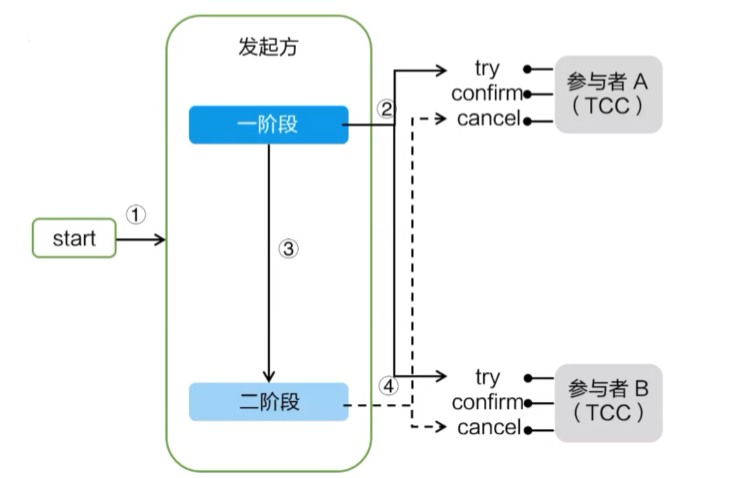 发起方
一阶段
②
start
①
③
二阶段
④
try
confirm
cancel
参与者 A
（TCC）
try
confirm
cancel
参与者 B
（TCC）